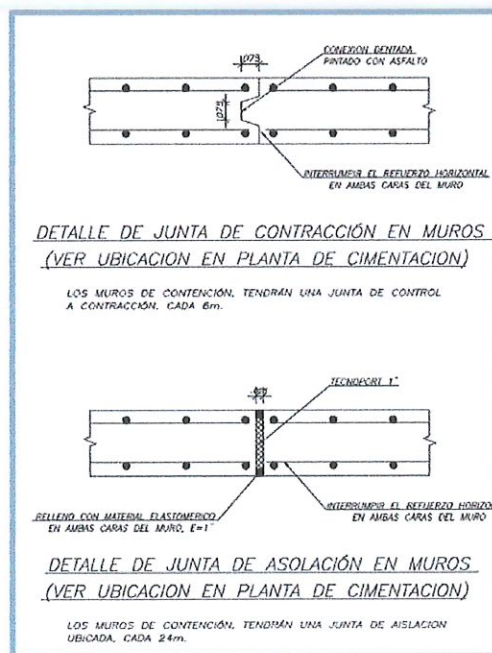 .075
CONEXION DENTADA
PINTADO CON ASFALTO
.075
INTERRUMPIR EL REFUERZO HORIZONTAL
EN AMBAS CARAS DEL MURO
DETALLE DE JUNTA DE CONTRACCIÓN EN MUROS
(VER UBICACION EN PLANTA DE CIMENTACION)
LOS MUROS DE CONTENCIÓN, TENDRÁN UNA JUNTA DE CONTROL
A CONTRACCIÓN, CADA 6m.
TECNOPORT 1"
RELLENO CON MATERIAL ELASTOMERICO
EN AMBAS CARAS DEL MURO, E=1"
INTERRUMPIR EL REFUERZO HORIZO
EN AMBAS CARAS DEL MURO
DETALLE DE JUNTA DE ASOLACIÓN EN MUROS
(VER UBICACION EN PLANTA DE CIMENTACION)
LOS MUROS DE CONTENCIÓN, TENDRÁN UNA JUNTA DE AISLACION
UBICADA, CADA 24m.